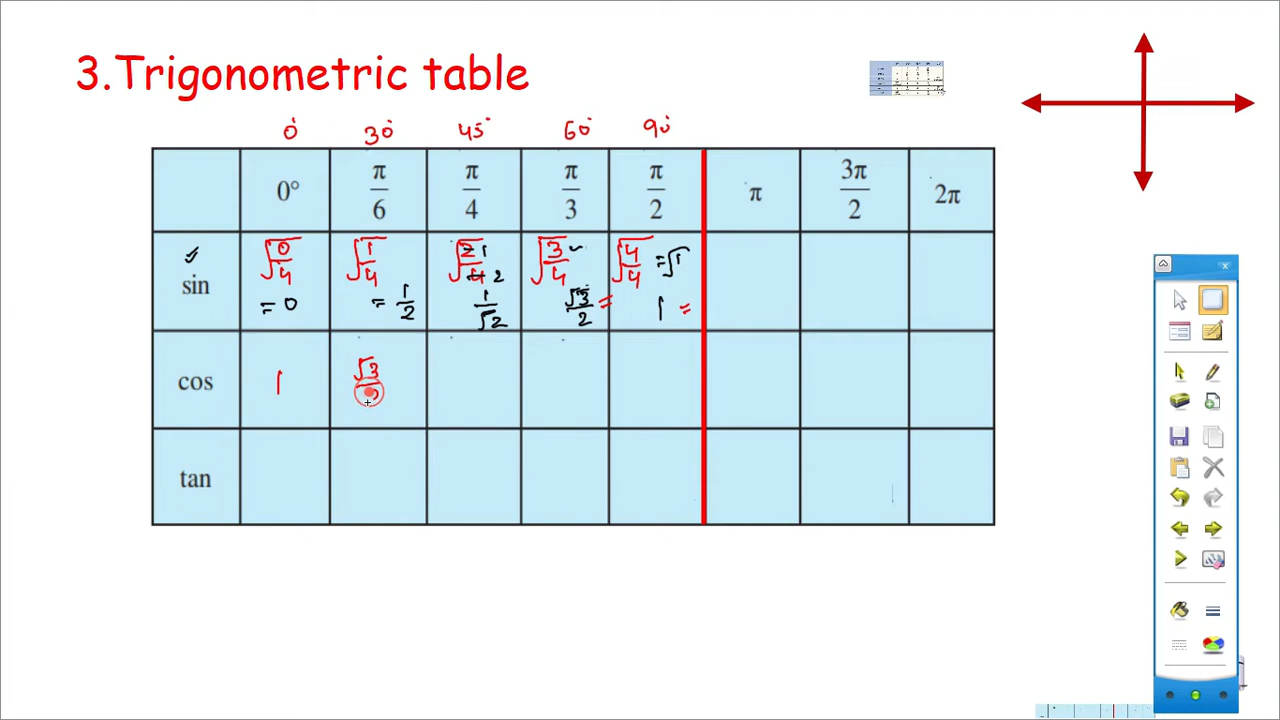 3.Trigonometric table
0° 30° 45° 60° 90°
0° π/6 π/4 π/3 π/2 π 3π/2 2π
sin √0/4 √1/4 √2/4 1 2 √3/4 √4/4 =√1
=0 =1/2 1/√2 √3/2 = 1 =
cos 1 √3/2
tan